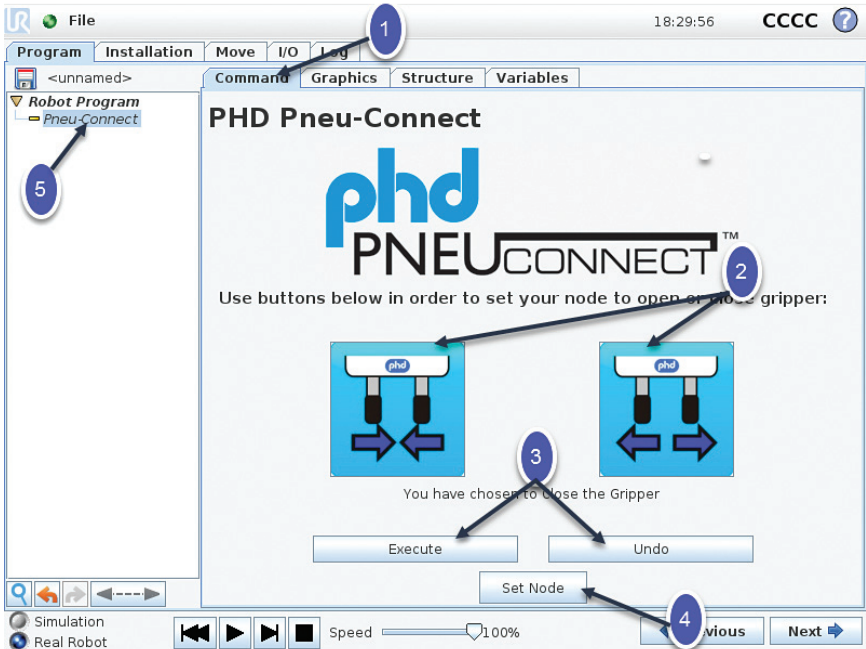 File 18:29:56 CCCC ?
1
Program Installation Move I/O Log
<unnamed> Command Graphics Structure Variables
Robot Program
Pneu-Connect
PHD Pneu-Connect
5
phd
PNEUCONNECT™
2
Use buttons below in order to set your node to open or close gripper:
phd phd
3
You have chosen to Close the Gripper
Execute Undo
Set Node
4
Simulation
Real Robot
Speed 100% Next